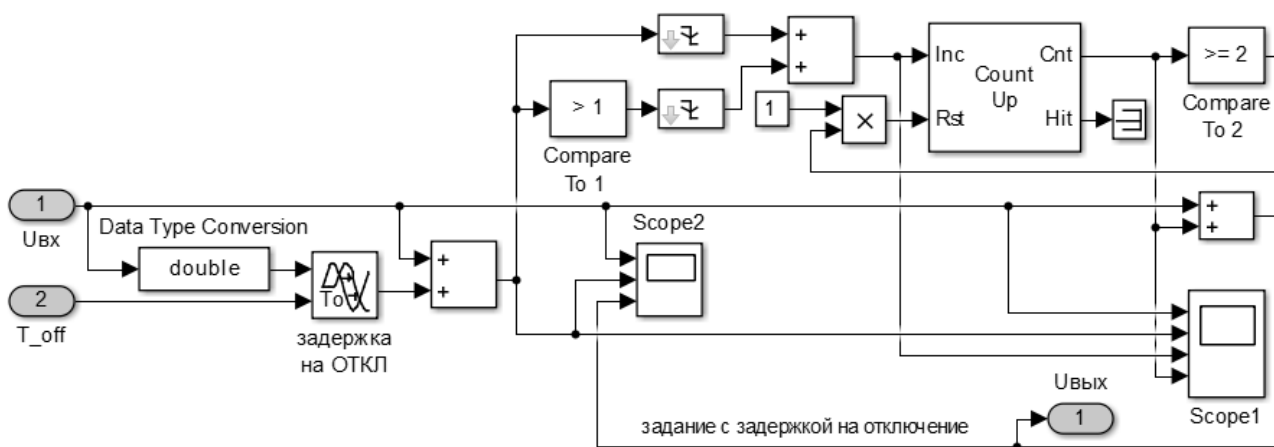 +
+
Inc
Cnt
Count
Up
Rst
Hit
>= 2
Compare
To 2
> 1
Compare
To 1
1
×
1
Uвх
Data Type Conversion
double
2
T_off
To
задержка
на ОТКЛ
+
+
Scope2
+
+
Scope1
Uвых
1
задание с задержкой на отключение